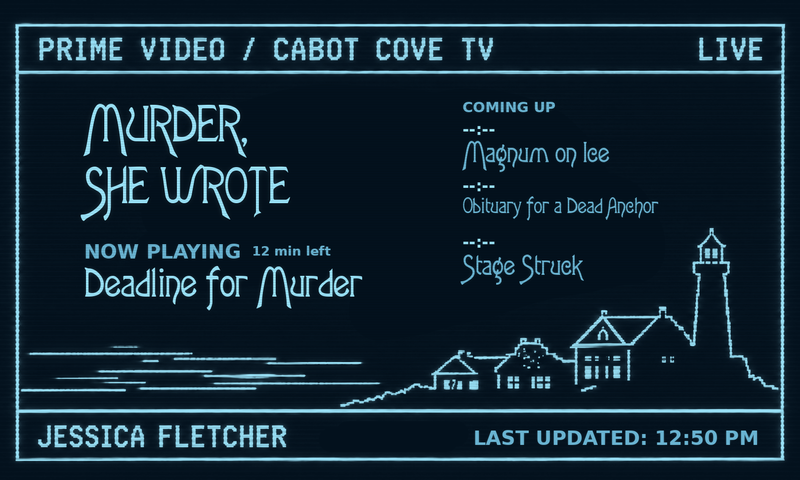 PRIME VIDEO / CABOT COVE TV
LIVE
MURDER,
SHE WROTE
NOW PLAYING 12 min left
Deadline for Murder
COMING UP
--:--
Magnum on Ice
--:--
Obituary for a Dead Anchor
--:--
Stage Struck
JESSICA FLETCHER
LAST UPDATED: 12:50 PM